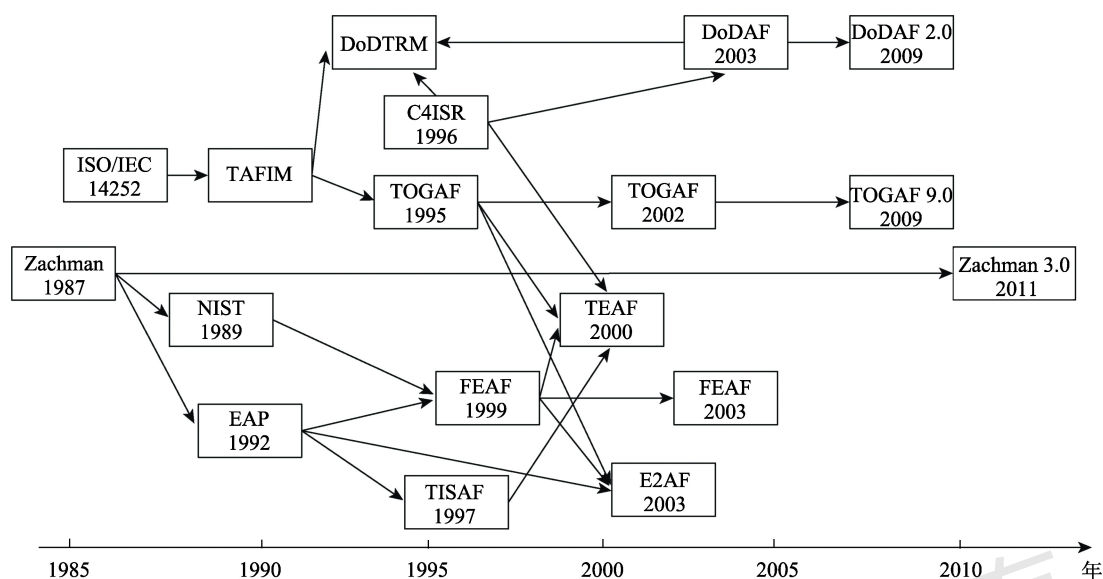 DoDTRM
DoDAF
2003
DoDAF 2.0
2009
C4ISR
1996
ISO/IEC
14252
TAFIM
TOGAF
1995
TOGAF
2002
TOGAF 9.0
2009
Zachman
1987
Zachman 3.0
2011
NIST
1989
TEAF
2000
FEAF
1999
FEAF
2003
EAP
1992
TISAF
1997
E2AF
2003
1985
1990
1995
2000
2005
2010
年